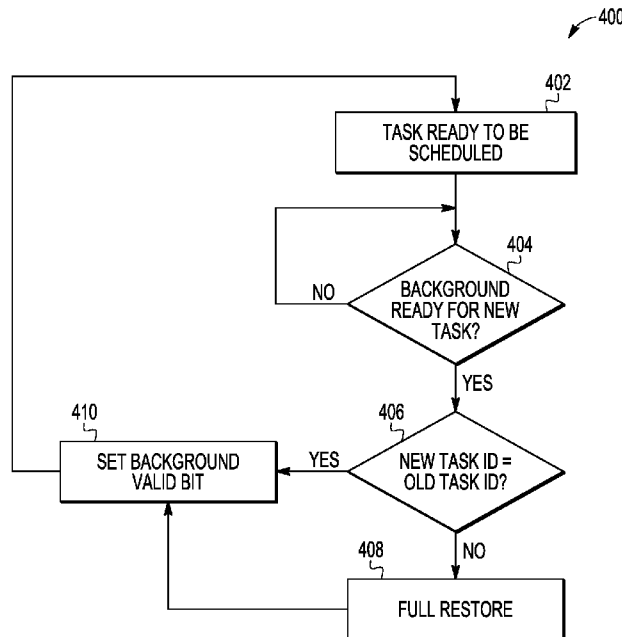 400
402
TASK READY TO BE
SCHEDULED
404
BACKGROUND
READY FOR NEW
TASK?
NO
YES
406
NEW TASK ID =
OLD TASK ID?
YES
410
SET BACKGROUND
VALID BIT
NO
408
FULL RESTORE